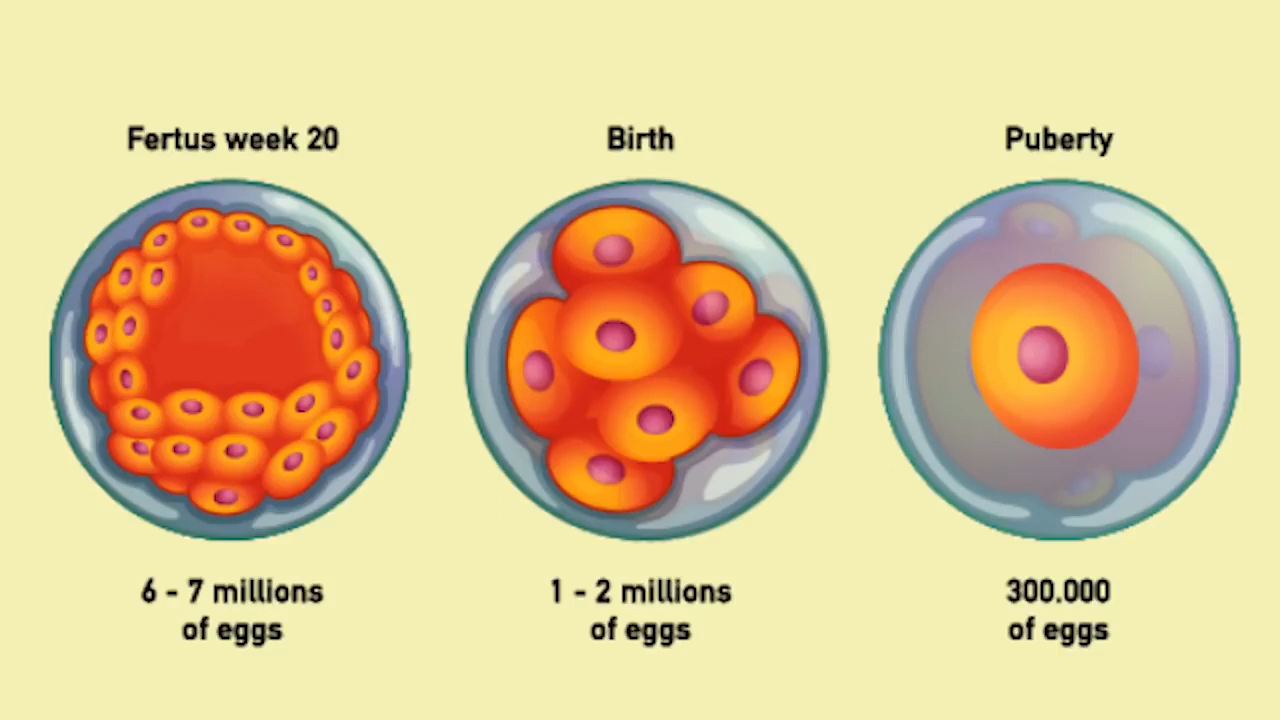 Fertus week 20
Birth
Puberty
6 - 7 millions
of eggs
1 - 2 millions
of eggs
300.000
of eggs